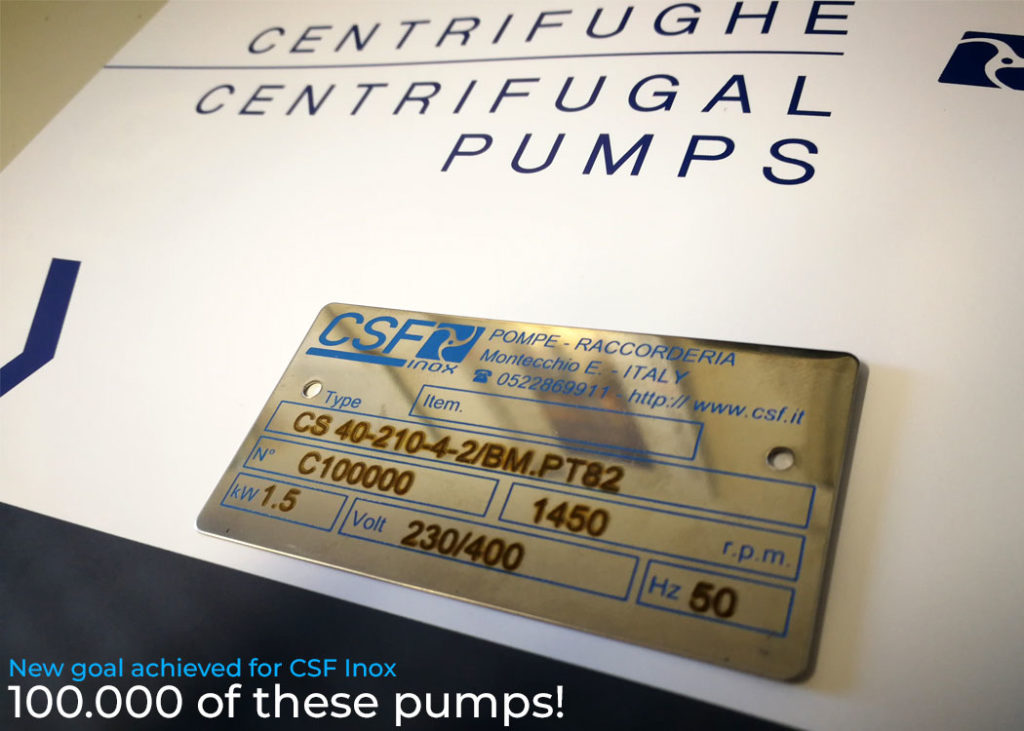 CENTRIFUGHE
CENTRIFUGAL
PUMPS
CSF
inox
POMPE - RACCORDERIA
Montecchio E. - ITALY
☎ 0522869911 - http:// www.csf.it
Type
Item.
CS 40-210-4-2/BM.PT82
N° C100000
1450 r.p.m.
kW 1.5
Volt 230/400
Hz 50
New goal achieved for CSF Inox
100.000 of these pumps!